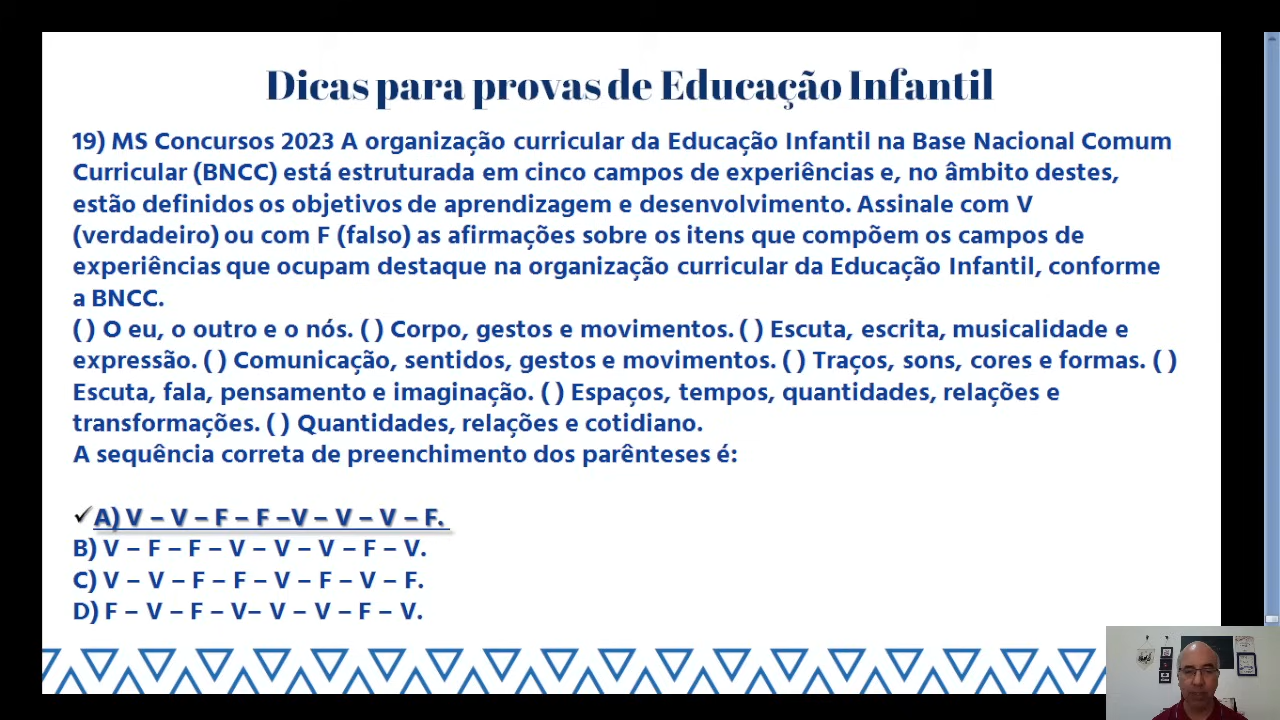 Dicas para provas de Educação Infantil
19) MS Concursos 2023 A organização curricular da Educação Infantil na Base Nacional Comum
Curricular (BNCC) está estruturada em cinco campos de experiências e, no âmbito destes,
estão definidos os objetivos de aprendizagem e desenvolvimento. Assinale com V
(verdadeiro) ou com F (falso) as afirmações sobre os itens que compõem os campos de
experiências que ocupam destaque na organização curricular da Educação Infantil, conforme
a BNCC.
( ) O eu, o outro e o nós. ( ) Corpo, gestos e movimentos. ( ) Escuta, escrita, musicalidade e
expressão. ( ) Comunicação, sentidos, gestos e movimentos. ( ) Traços, sons, cores e formas. ( )
Escuta, fala, pensamento e imaginação. ( ) Espaços, tempos, quantidades, relações e
transformações. ( ) Quantidades, relações e cotidiano.
A sequência correta de preenchimento dos parênteses é:
✓A) V – V – F – F –V – V – V – F.
B) V – F – F – V – V – V – F – V.
C) V – V – F – F – V – F – V – F.
D) F – V – F – V– V – V – F – V.